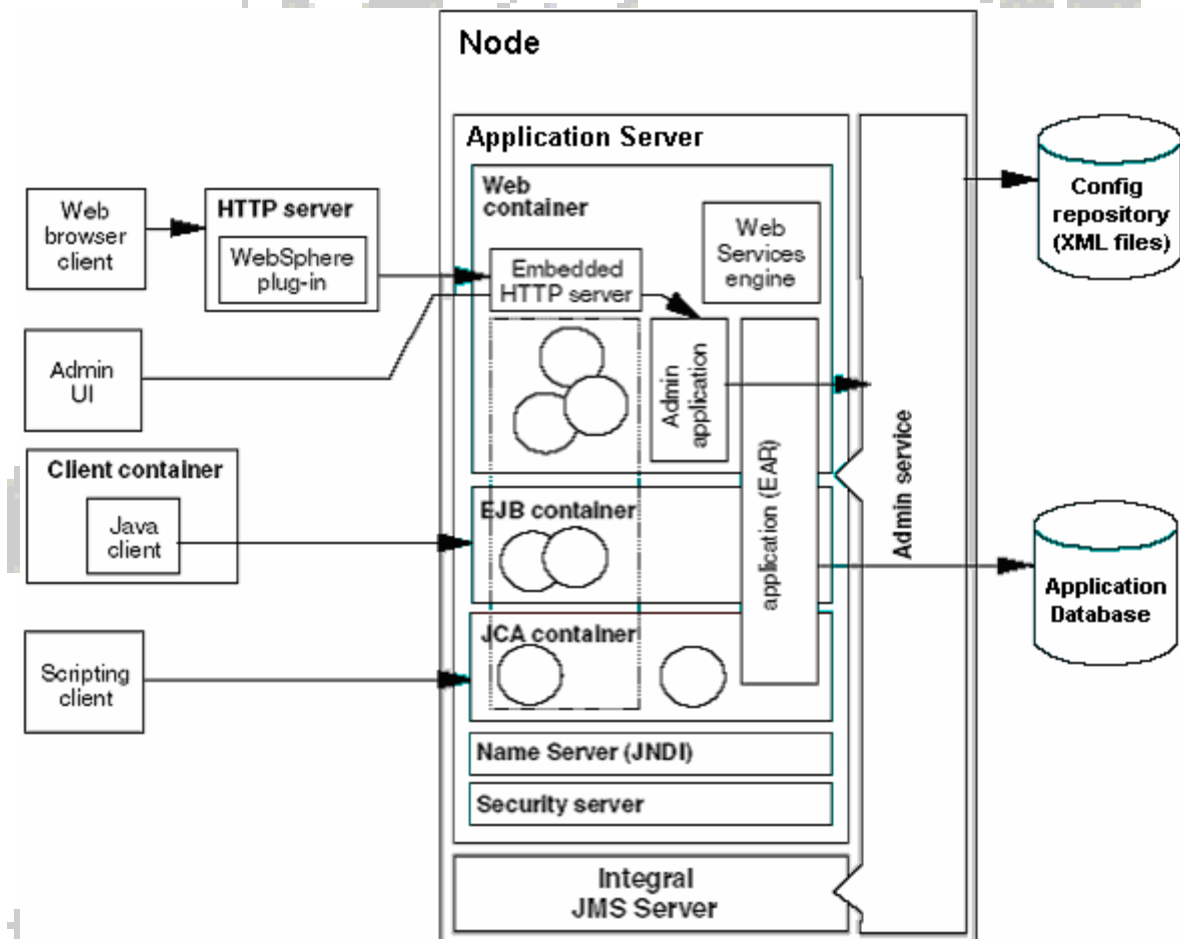 Node
Application Server
Web
container
Web
Services
engine
Config
repository
(XML files)
Web
browser
client
HTTP server
WebSphere
plug-in
Embedded
HTTP server
Admin
UI
Admin
application
application (EAR)
Admin service
Client container
Java
client
EJB container
Application
Database
Scripting
client
JCA container
Name Server (JNDI)
Security server
Integral
JMS Server